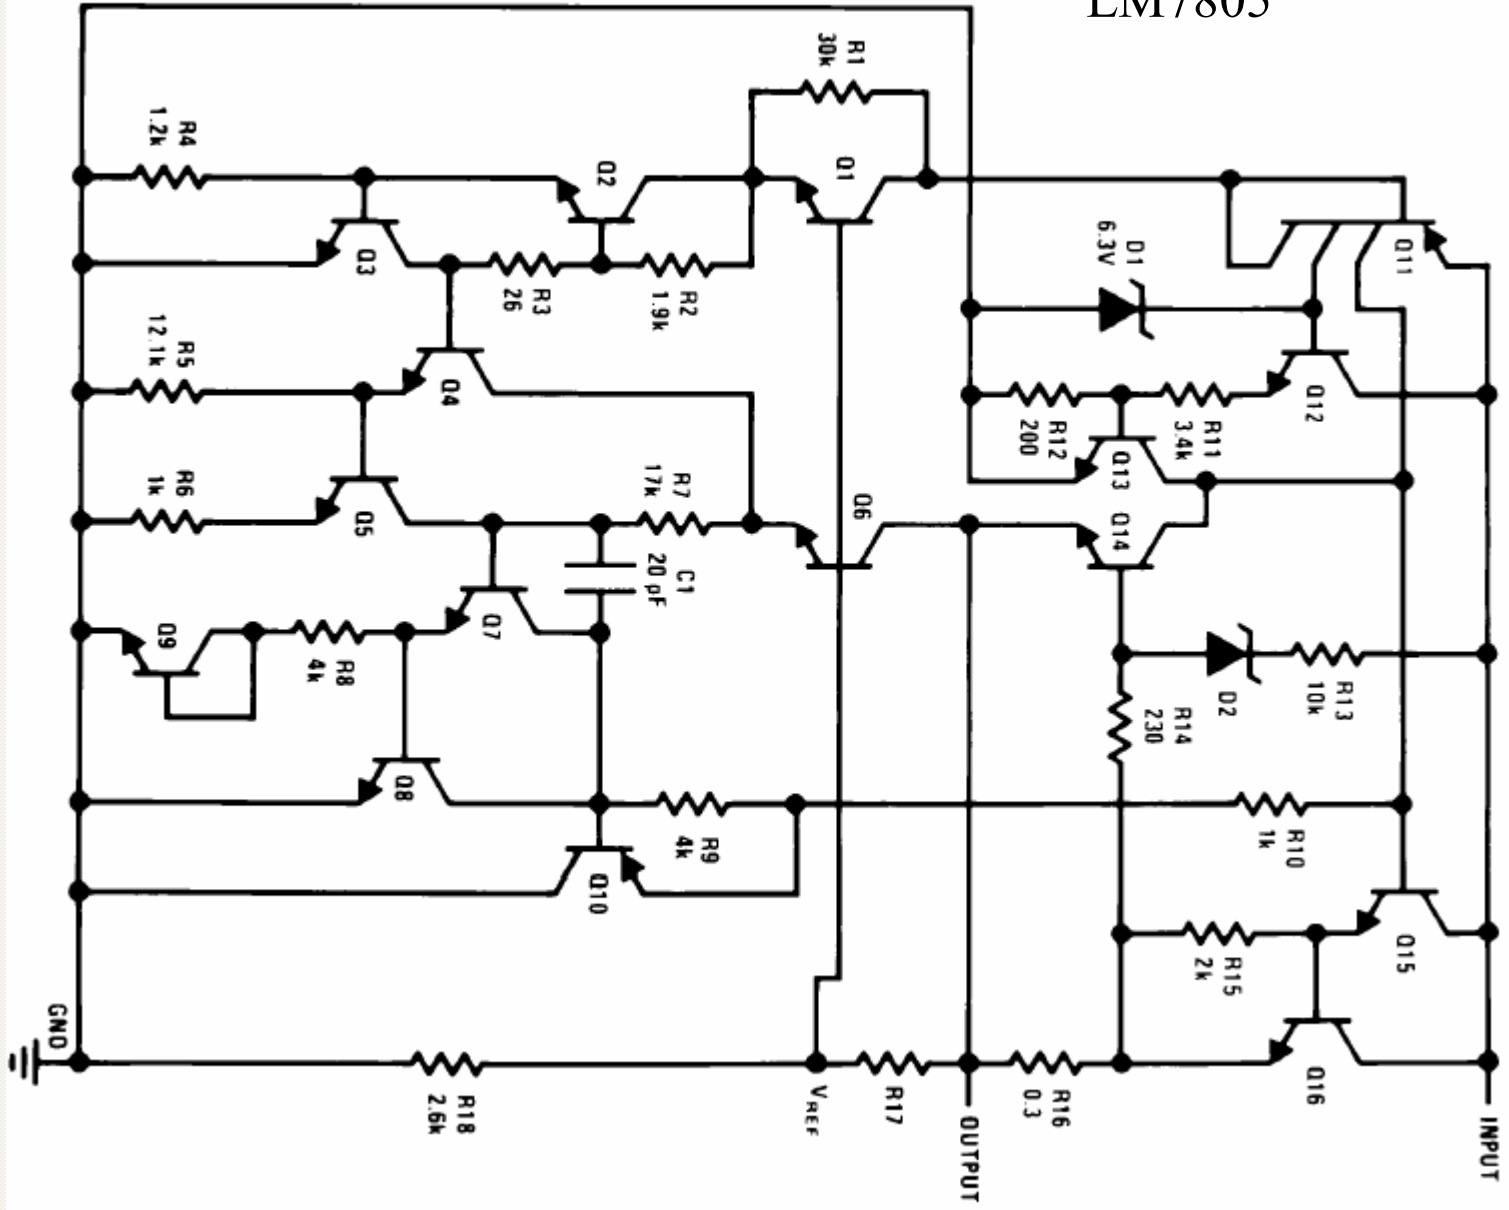 LM7805
R1
30k
R4
1.2k
Q2
Q1
Q11
Q3
R3
26
R2
1.9k
D1
6.3V
R5
12.1k
Q4
Q12
R12
200
R11
3.4k
Q13
R6
1k
Q5
R7
17k
Q6
Q14
C1
20 pF
Q9
R8
4k
Q7
D2
R13
10k
R14
230
Q8
R9
4k
R10
1k
Q10
R15
2k
Q15
GND
R18
2.6k
VREF
R17
R16
0.3
Q16
OUTPUT
INPUT